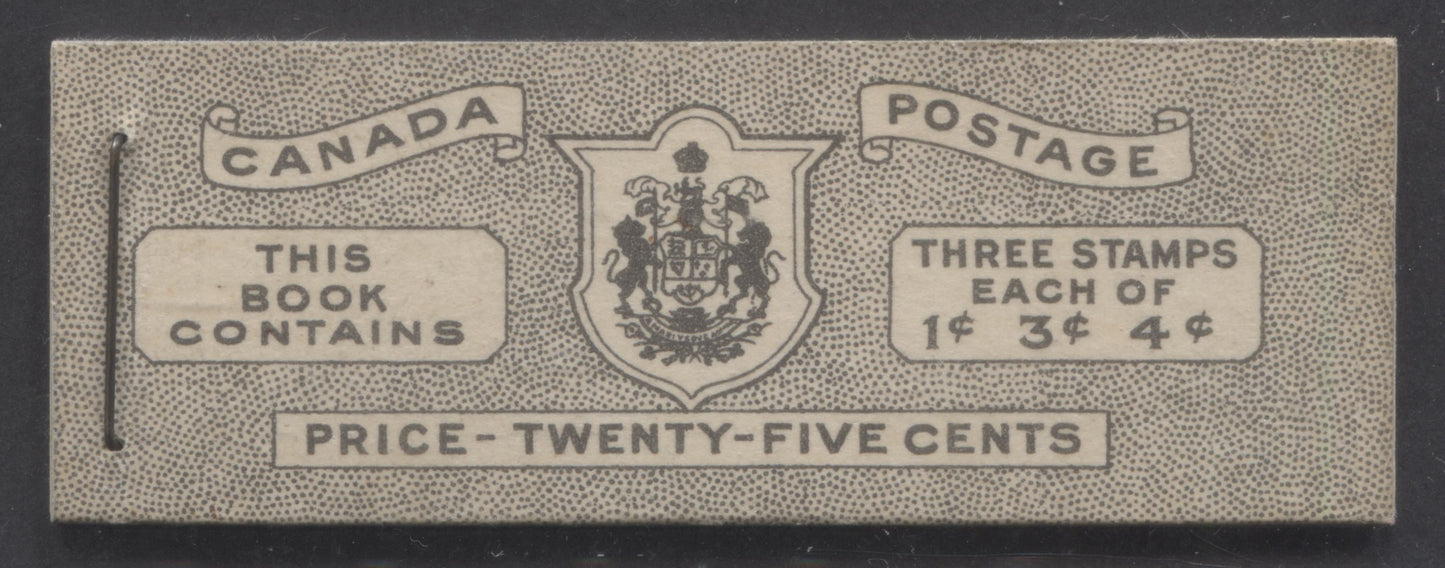 CANADA
POSTAGE
THIS
BOOK
CONTAINS
THREE STAMPS
EACH OF
1¢ 3¢ 4¢
PRICE - TWENTY-FIVE CENTS